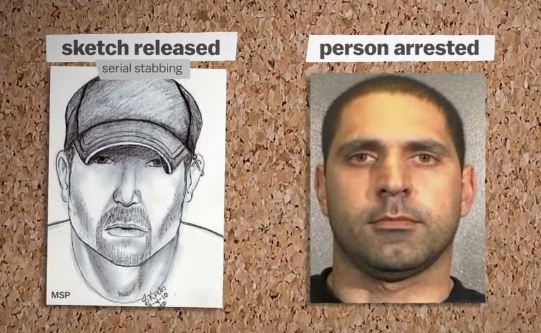 sketch released
serial stabbing
person arrested
MSP